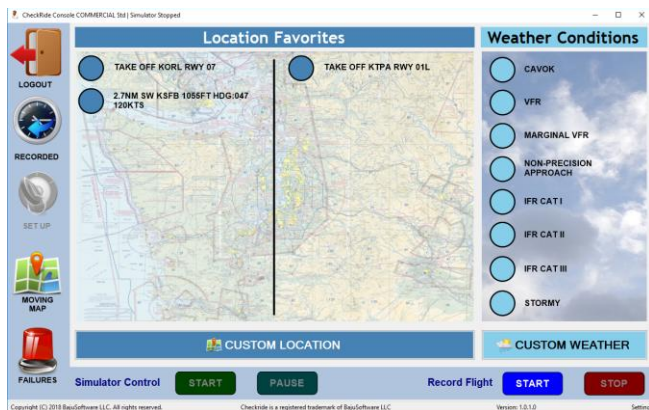 CheckRide Console COMMERCIAL Std | Simulator Stopped
Location Favorites
Weather Conditions
LOGOUT
RECORDED
SET UP
MOVING
MAP
FAILURES
TAKE OFF KORL RWY 07
2.7NM SW KSFB 1055FT HDG:047
120KTS
TAKE OFF KTPA RWY 01L
CAVOK
VFR
MARGINAL VFR
NON-PRECISION
APPROACH
IFR CAT I
IFR CAT II
IFR CAT III
STORMY
CUSTOM LOCATION
CUSTOM WEATHER
Simulator Control
START
PAUSE
Record Flight
START
STOP
Copyright (C) 2018 BajuSoftware LLC. All rights reserved.
Checkride is a registered trademark of BajuSoftware LLC
Version: 1.0.1.0
Setting